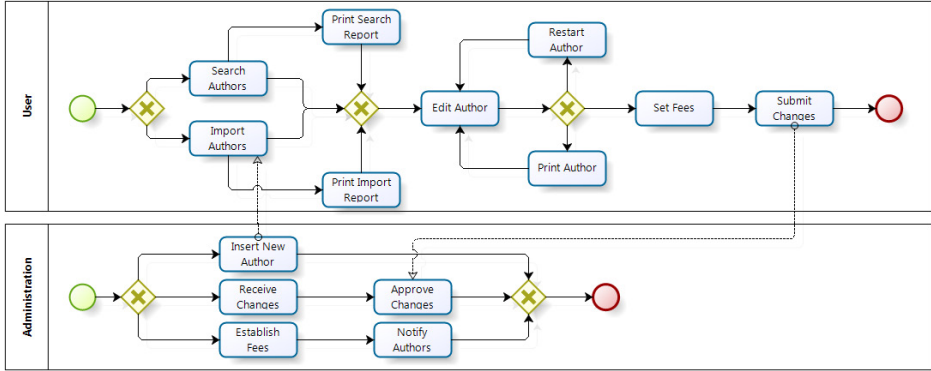 User
Print Search
Report
Search
Authors
Import
Authors
Print Import
Report
Edit Author
Restart
Author
Print Author
Set Fees
Submit
Changes
Administration
Insert New
Author
Receive
Changes
Establish
Fees
Approve
Changes
Notify
Authors